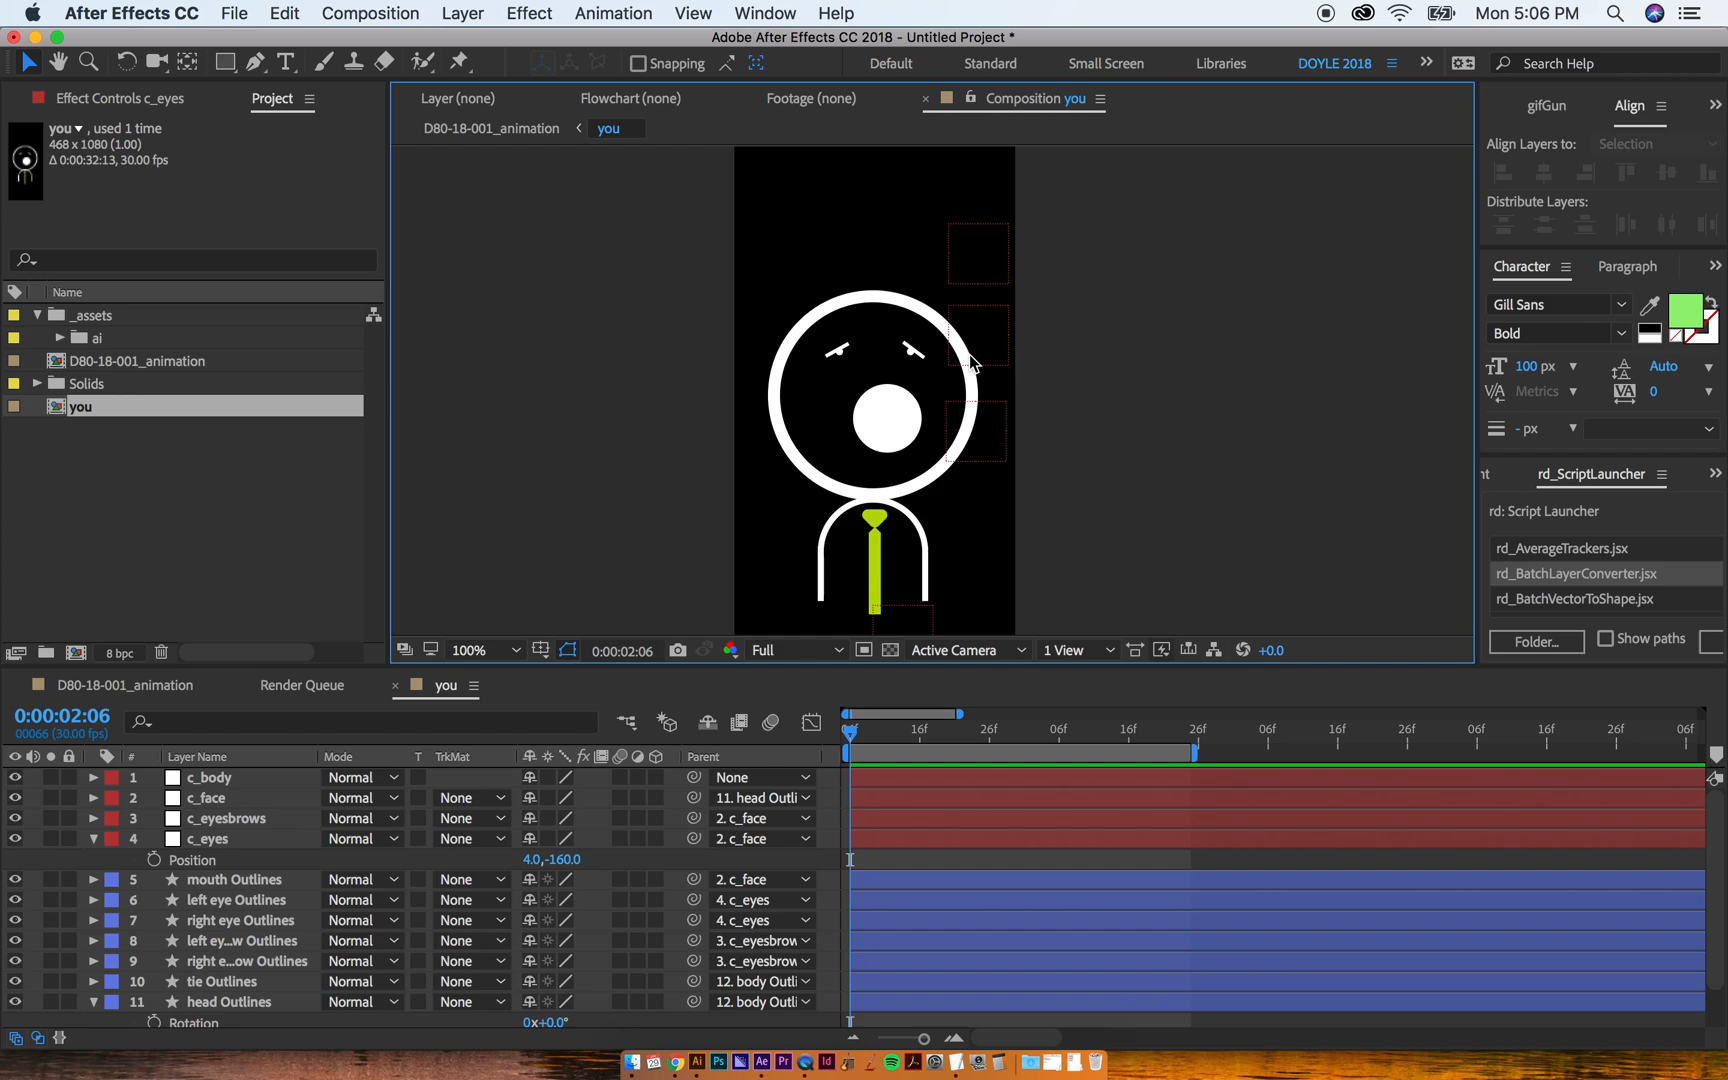 After Effects CC File Edit Composition Layer Effect Animation View Window Help Mon 5:06 PM
Adobe After Effects CC 2018 - Untitled Project *
Snapping Default Standard Small Screen Libraries DOYLE 2018 Search Help
Effect Controls c_eyes Project
Layer (none) Flowchart (none) Footage (none) × Composition you
gifGun Align
you▼ , used 1 time
468 x 1080 (1.00)
Δ 0:00:32:13, 30.00 fps
D80-18-001_animation you
Align Layers to: Selection
Distribute Layers:
Name
_assets
ai
D80-18-001_animation
Solids
you
Character Paragraph
Gill Sans
Bold
100 px Auto
Metrics 0
- px
nt rd_ScriptLauncher
rd: Script Launcher
rd_AverageTrackers.jsx
rd_BatchLayerConverter.jsx
rd_BatchVectorToShape.jsx
Folder... Show paths
8 bpc
100% 0:00:02:06 Full Active Camera 1 View +0.0
D80-18-001_animation Render Queue × you
0:00:02:06
00066 (30.00 fps)
16f 26f 06f 16f 26f 06f 16f 26f 06f 16f 26f 06f
# Layer Name Mode T TrkMat Parent
1 c_body Normal None
2 c_face Normal None 11. head Outli
3 c_eyesbrows Normal None 2. c_face
4 c_eyes Normal None 2. c_face
Position 4.0,-160.0
5 mouth Outlines Normal None 2. c_face
6 left eye Outlines Normal None 4. c_eyes
7 right eye Outlines Normal None 4. c_eyes
8 left ey...w Outlines Normal None 3. c_eyesbrow
9 right e...ow Outlines Normal None 3. c_eyesbrow
10 tie Outlines Normal None 12. body Outli
11 head Outlines Normal None 12. body Outli
Rotation 0x+0.0°